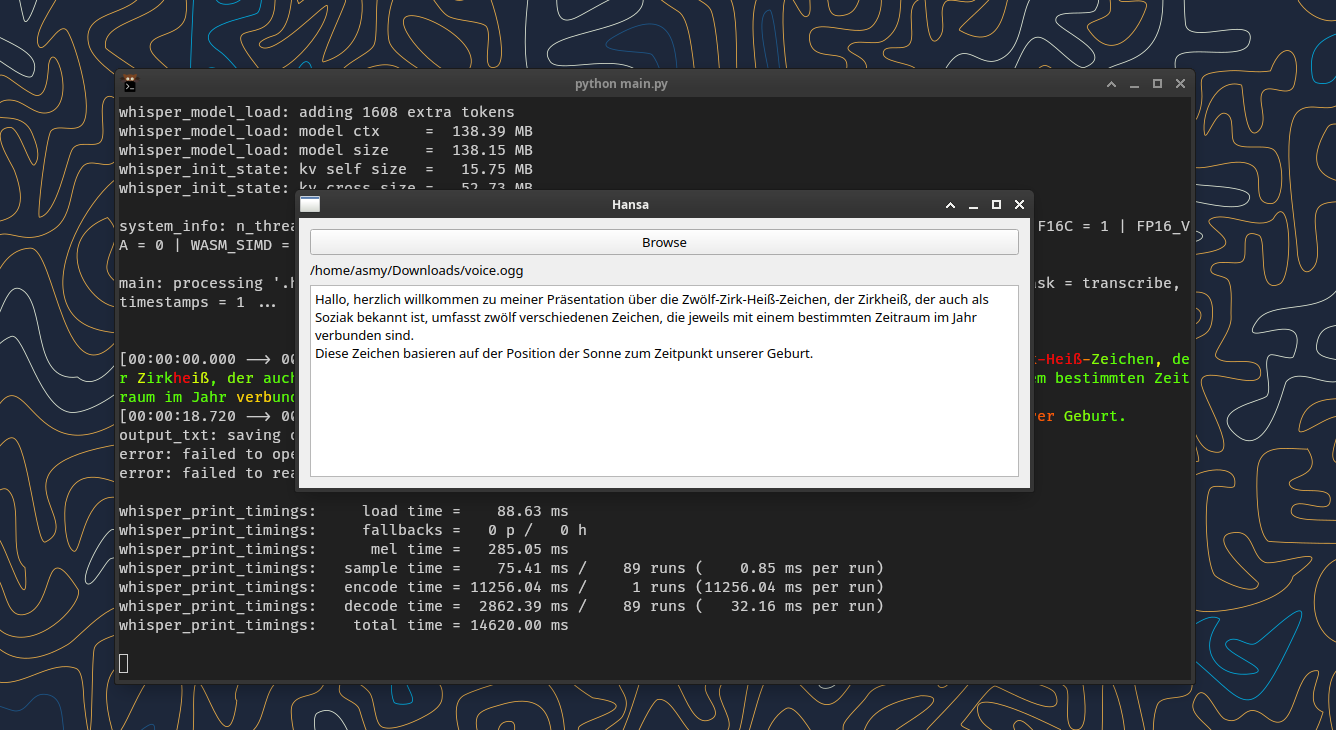 python main.py
whisper_model_load: adding 1608 extra tokens
whisper_model_load: model ctx     =  138.39 MB
whisper_model_load: model size    =  138.15 MB
whisper_init_state: kv self size  =   15.75 MB
whisper_init_state: kv cross size =   52.73 MB
system_info: n_threa
F16C = 1 | FP16_V
A = 0 | WASM_SIMD =
main: processing '.h
sk = transcribe,
timestamps = 1 ...
[00:00:00.000 --> 00
-Heiß-Zeichen, de
r Zirkheiß, der auch
em bestimmten Zeit
raum im Jahr verbund
[00:00:18.720 --> 00
er Geburt.
output_txt: saving o
error: failed to ope
error: failed to rea
Hansa
Browse
/home/asmy/Downloads/voice.ogg
Hallo, herzlich willkommen zu meiner Präsentation über die Zwölf-Zirk-Heiß-Zeichen, der Zirkheiß, der auch als
Soziak bekannt ist, umfasst zwölf verschiedenen Zeichen, die jeweils mit einem bestimmten Zeitraum im Jahr
verbunden sind.
Diese Zeichen basieren auf der Position der Sonne zum Zeitpunkt unserer Geburt.
whisper_print_timings:     load time =    88.63 ms
whisper_print_timings:     fallbacks =   0 p /   0 h
whisper_print_timings:      mel time =   285.05 ms
whisper_print_timings:   sample time =    75.41 ms /    89 runs (    0.85 ms per run)
whisper_print_timings:   encode time = 11256.04 ms /     1 runs (11256.04 ms per run)
whisper_print_timings:   decode time =  2862.39 ms /    89 runs (   32.16 ms per run)
whisper_print_timings:    total time = 14620.00 ms